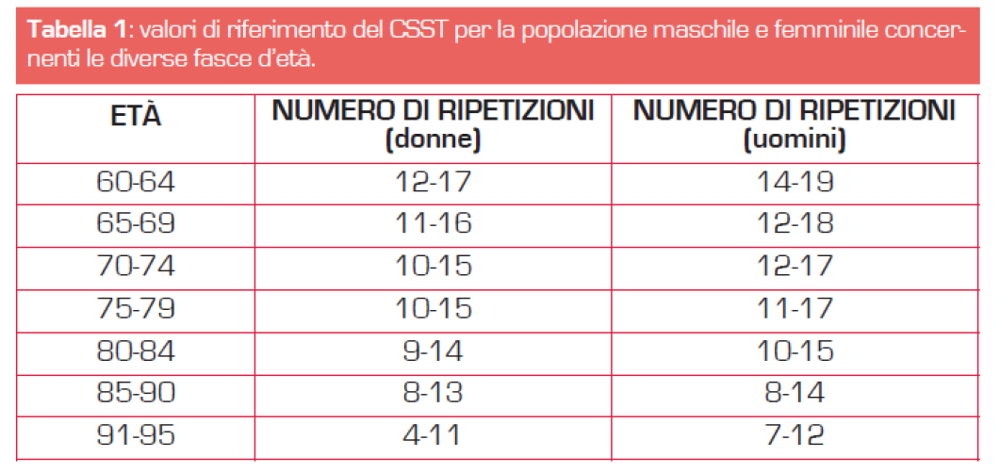 Tabella 1: valori di riferimento del CSST per la popolazione maschile e femminile concer-
nenti le diverse fasce d'età.
ETÀ NUMERO DI RIPETIZIONI (donne) NUMERO DI RIPETIZIONI (uomini)
60-64 12-17 14-19
65-69 11-16 12-18
70-74 10-15 12-17
75-79 10-15 11-17
80-84 9-14 10-15
85-90 8-13 8-14
91-95 4-11 7-12